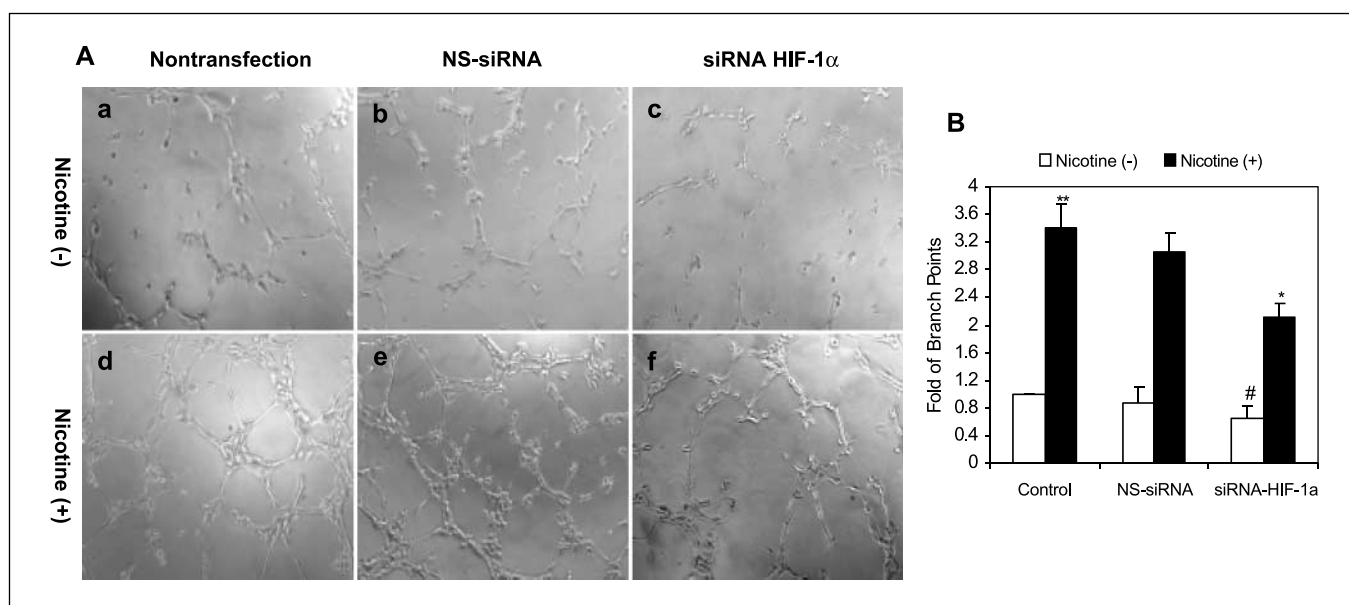 A
Nontransfection NS-siRNA siRNA HIF-1α
Nicotine (-)
a b c
Nicotine (+)
d e f
B
Nicotine (-) Nicotine (+)
Fold of Branch Points
4
3.6
3.2
2.8
2.4
2
1.6
1.2
0.8
0.4
0
**
#
*
Control NS-siRNA siRNA-HIF-1a